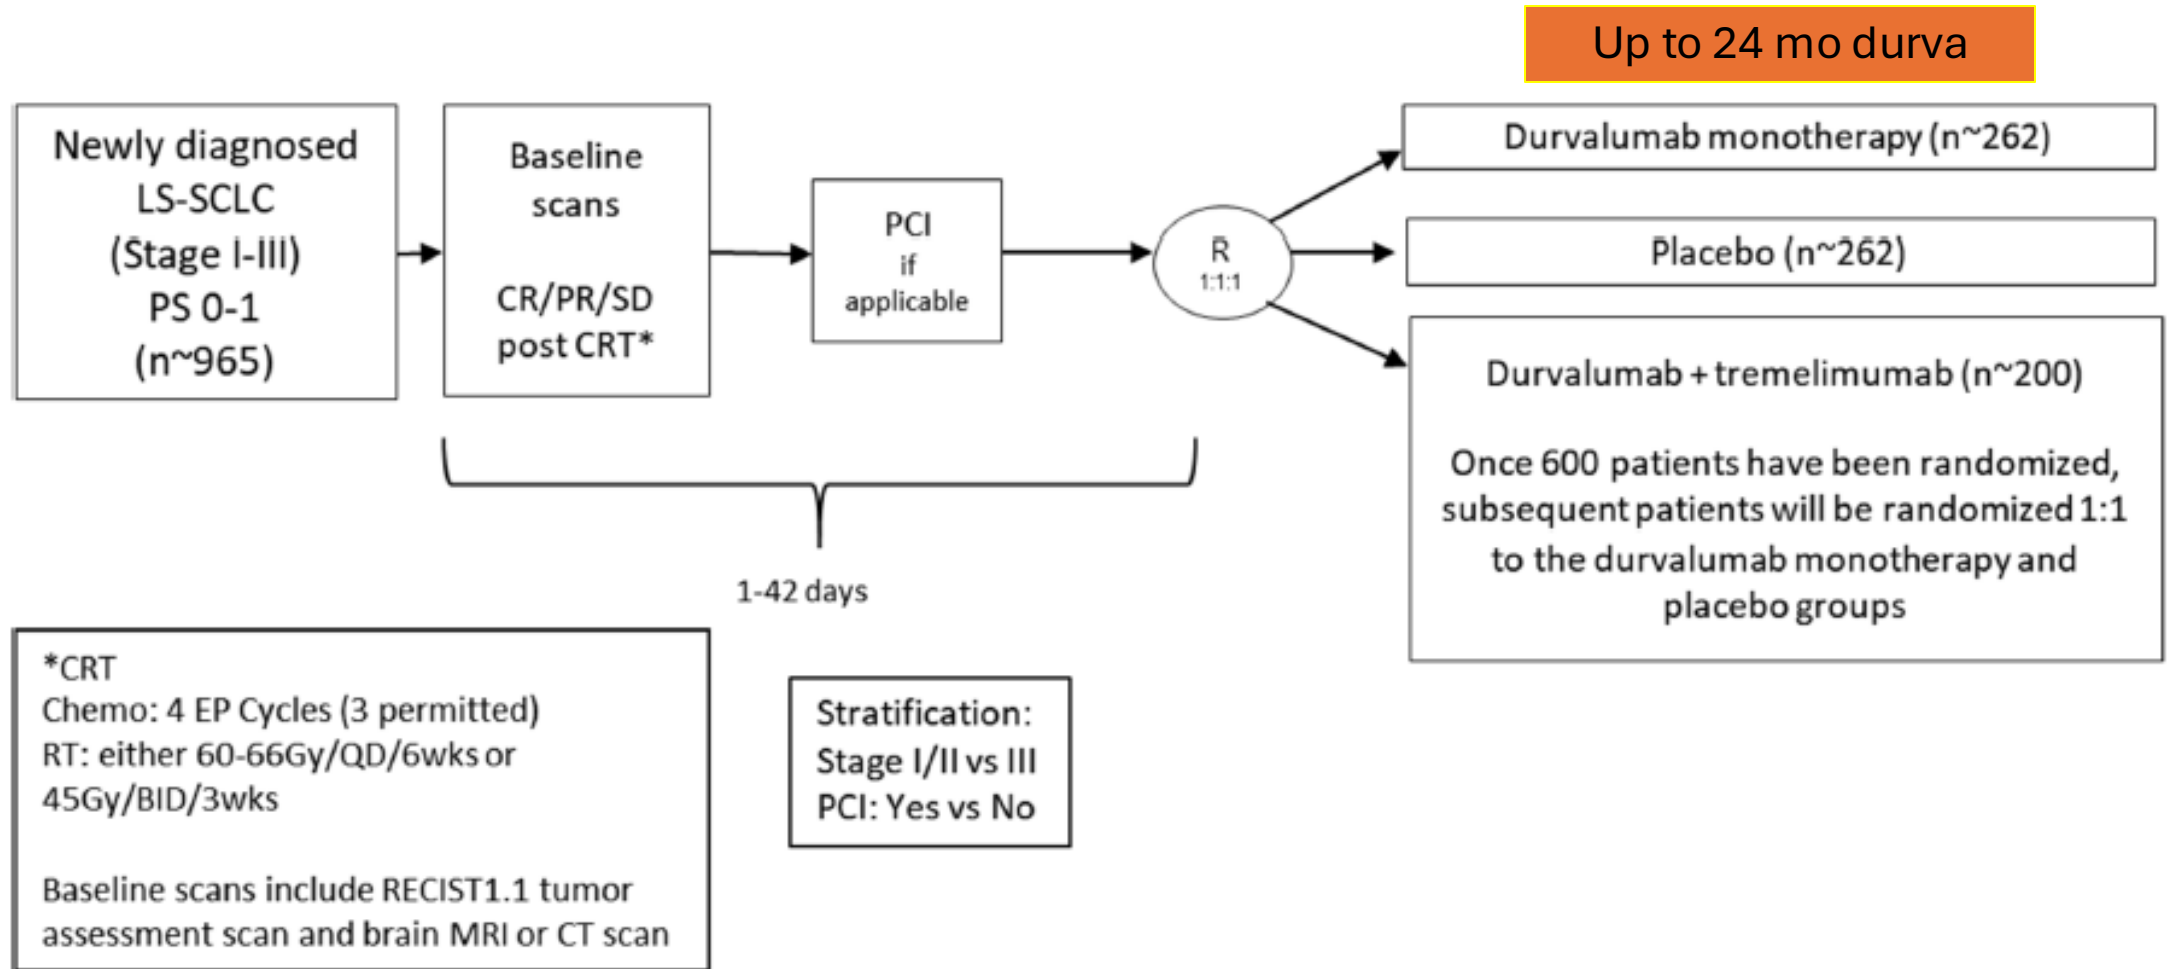 Up to 24 mo durva
Newly diagnosed
LS-SCLC
(Stage I-III)
PS 0-1
(n~965)
Baseline
scans
CR/PR/SD
post CRT*
PCI
if
applicable
R
1:1:1
Durvalumab monotherapy (n~262)
Placebo (n~262)
Durvalumab + tremelimumab (n~200)
Once 600 patients have been randomized,
subsequent patients will be randomized 1:1
to the durvalumab monotherapy and
placebo groups
1-42 days
*CRT
Chemo: 4 EP Cycles (3 permitted)
RT: either 60-66Gy/QD/6wks or
45Gy/BID/3wks
Baseline scans include RECIST1.1 tumor
assessment scan and brain MRI or CT scan
Stratification:
Stage I/II vs III
PCI: Yes vs No